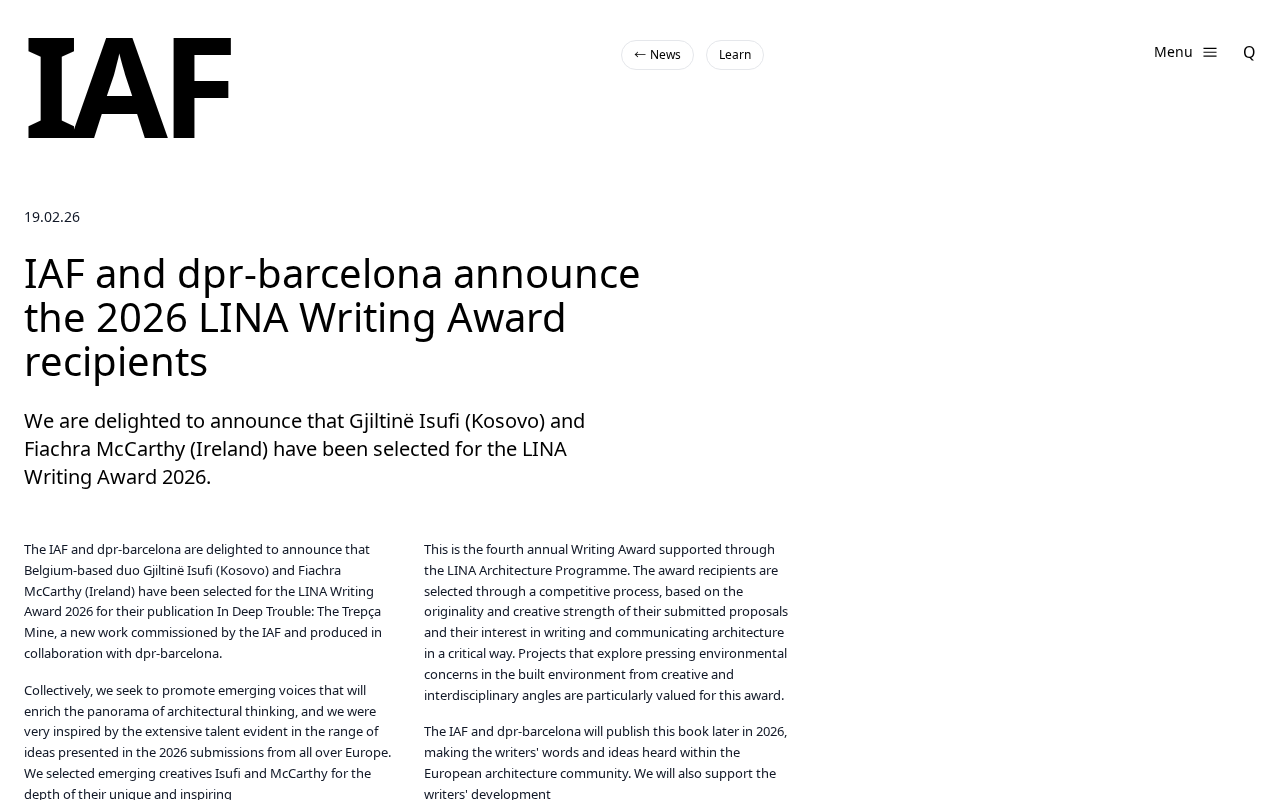 IAF
← News
Learn
Menu
Q
19.02.26
IAF and dpr-barcelona announce
the 2026 LINA Writing Award
recipients
We are delighted to announce that Gjiltinë Isufi (Kosovo) and
Fiachra McCarthy (Ireland) have been selected for the LINA
Writing Award 2026.
The IAF and dpr-barcelona are delighted to announce that
Belgium-based duo Gjiltinë Isufi (Kosovo) and Fiachra
McCarthy (Ireland) have been selected for the LINA Writing
Award 2026 for their publication In Deep Trouble: The Trepça
Mine, a new work commissioned by the IAF and produced in
collaboration with dpr-barcelona.
Collectively, we seek to promote emerging voices that will
enrich the panorama of architectural thinking, and we were
very inspired by the extensive talent evident in the range of
ideas presented in the 2026 submissions from all over Europe.
We selected emerging creatives Isufi and McCarthy for the
depth of their unique and inspiring
This is the fourth annual Writing Award supported through
the LINA Architecture Programme. The award recipients are
selected through a competitive process, based on the
originality and creative strength of their submitted proposals
and their interest in writing and communicating architecture
in a critical way. Projects that explore pressing environmental
concerns in the built environment from creative and
interdisciplinary angles are particularly valued for this award.
The IAF and dpr-barcelona will publish this book later in 2026,
making the writers' words and ideas heard within the
European architecture community. We will also support the
writers' development